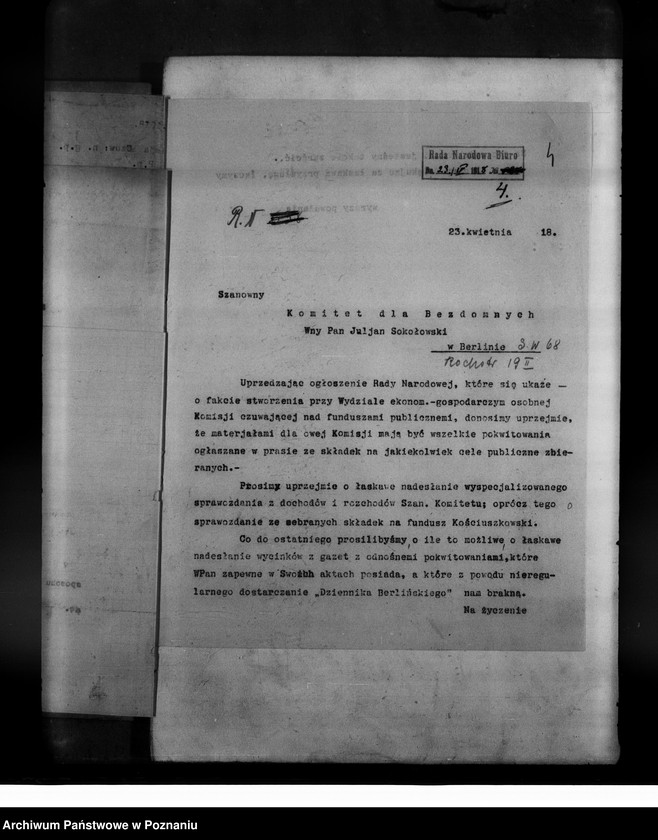 Rada Narodowa Biuro
4
4.
R.N
23.kwietnia 18.
Szanowny
Komitet dla Bezdomnych
Wny Pan Juljan Sokołowski
w Berlinie 3.W 68
Kochstr 19 II
Uprzedzając ogłoszenie Rady Narodowej, które się ukaże —
o fakcie stworzenia przy Wydziale ekonom.-gospodarczym osobnej
Komisji czuwającej nad funduszami publicznemi, donosimy uprzejmie,
że materjałami dla owej Komisji mają być wszelkie pokwitowania
ogłaszane w prasie ze składek na jakiekolwiek cele publiczne zbie-
ranych.-
Prosimy uprzejmie o łaskawe nadesłanie wyspecjalizowanego
sprawozdania z dochodów i rozchodów Szan. Komitetu; oprócz tego o
sprawozdanie ze sebranych składek na fundusz Kościuszkowski.
Co do ostatniego prosilibyśmy,o ile to możliwe o łaskawe
nadesłanie wycinków z gazet z odnośnemi pokwitowaniami,które
WPan zapewne w Swoich aktach posiada, a które z powodu nieregu-
larnego dostarczanie „Dziennika Berlińskiego" nam brakną.
Na życzenie
Archiwum Państwowe w Poznaniu